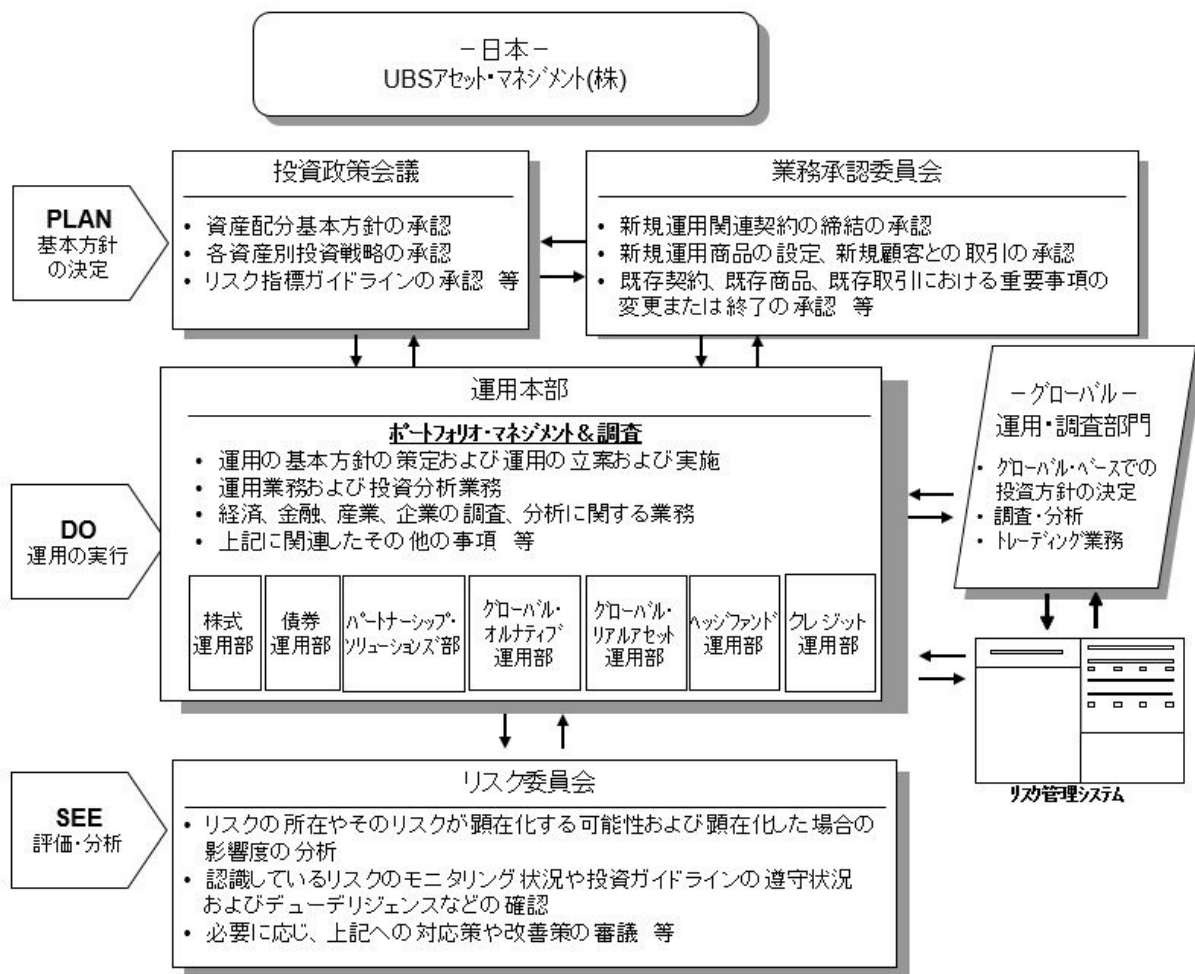 －日本－
UBSアセット・マネジメント(株)
PLAN
基本方針
の決定
投資政策会議
• 資産配分基本方針の承認
• 各資産別投資戦略の承認
• リスク指標ガイドラインの承認 等
業務承認委員会
• 新規運用関連契約の締結の承認
• 新規運用商品の設定、新規顧客との取引の承認
• 既存契約、既存商品、既存取引における重要事項の
変更または終了の承認 等
DO
運用の実行
運用本部
ポートフォリオ・マネジメント＆調査
• 運用の基本方針の策定および運用の立案および実施
• 運用業務および投資分析業務
• 経済、金融、産業、企業の調査、分析に関する業務
• 上記に関連したその他の事項 等
株式
運用部
債券
運用部
パートナーシップ・
ソリューションズ部
グローバル・
オルナティブ
運用部
グローバル・
リアルアセット
運用部
ヘッジファンド
運用部
クレジット
運用部
－グローバル－
運用・調査部門
• グローバル・ベースでの
投資方針の決定
• 調査・分析
• トレーディング業務
リスク管理システム
SEE
評価・分析
リスク委員会
• リスクの所在やそのリスクが顕在化する可能性および顕在化した場合の
影響度の分析
• 認識しているリスクのモニタリング状況や投資ガイドラインの遵守状況
およびデューデリジェンスなどの確認
• 必要に応じ、上記への対応策や改善策の審議 等